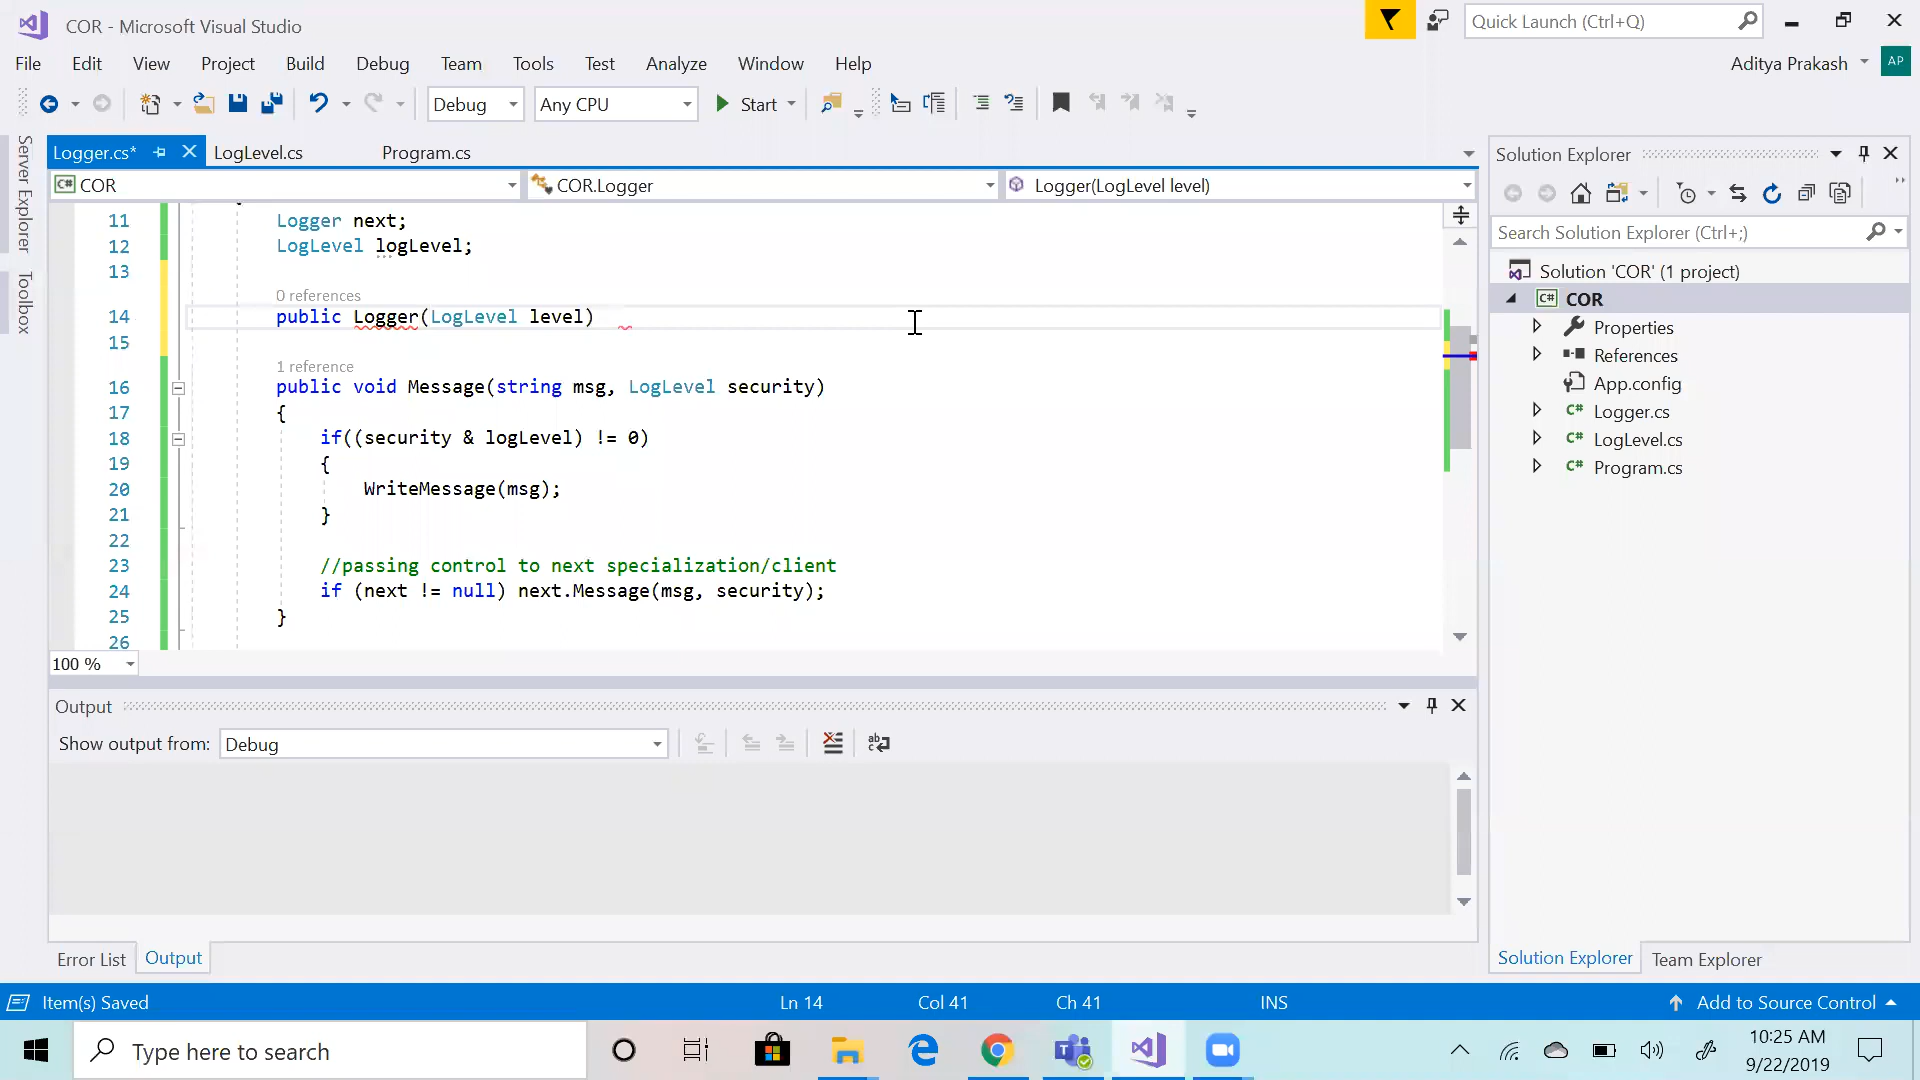 COR - Microsoft Visual Studio
Quick Launch (Ctrl+Q)
File Edit View Project Build Debug Team Tools Test Analyze Window Help
Aditya Prakash AP
Debug Any CPU Start
Server Explorer
Toolbox
Logger.cs* LogLevel.cs Program.cs
C# COR COR.Logger Logger(LogLevel level)
11 Logger next;
12 LogLevel logLevel;
13
0 references
14 public Logger(LogLevel level)
15
1 reference
16 public void Message(string msg, LogLevel security)
17 {
18 if((security & logLevel) != 0)
19 {
20 WriteMessage(msg);
21 }
22
23 //passing control to next specialization/client
24 if (next != null) next.Message(msg, security);
25 }
26
100 %
Output
Show output from: Debug
Error List Output
Solution Explorer
Search Solution Explorer (Ctrl+;)
Solution 'COR' (1 project)
C# COR
Properties
References
App.config
C# Logger.cs
C# LogLevel.cs
C# Program.cs
Solution Explorer Team Explorer
Item(s) Saved Ln 14 Col 41 Ch 41 INS Add to Source Control
Type here to search
10:25 AM
9/22/2019